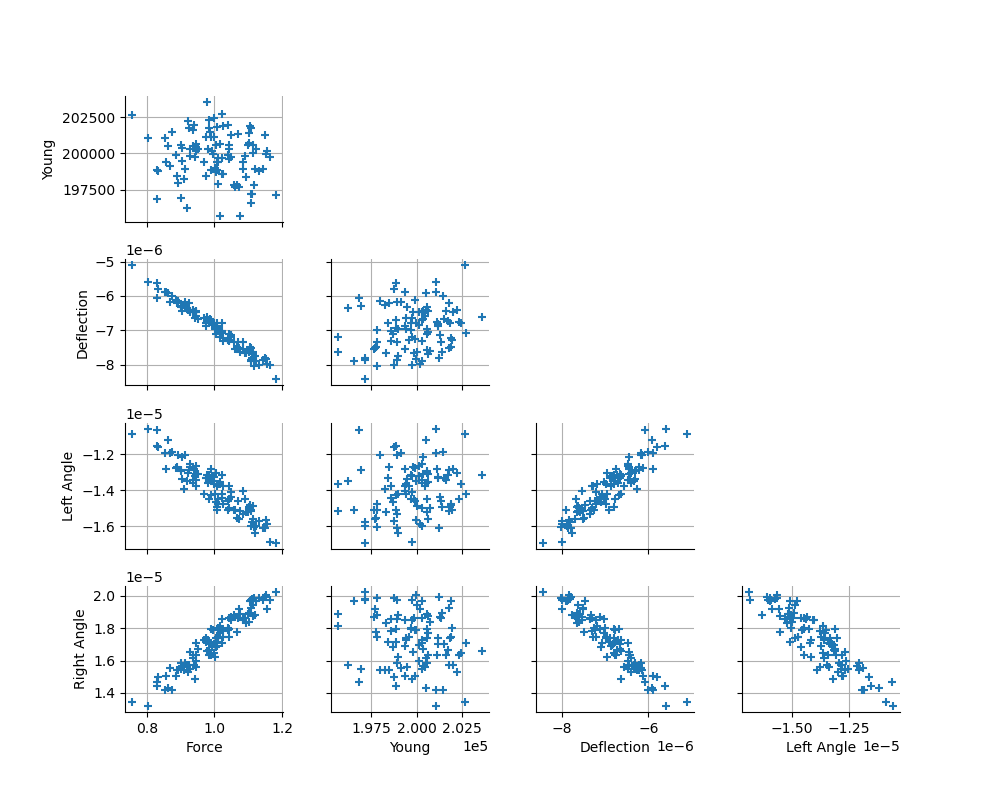 202500
200000
197500
Young
1e−6
−5
−6
−7
−8
Deflection
1e−5
−1.2
−1.4
−1.6
Left Angle
1e−5
2.0
1.8
1.6
1.4
Right Angle
0.8 1.0 1.2
1.975 2.000 2.025
−8 −6
−1.50 −1.25
Force
Young 1e5
Deflection 1e−6
Left Angle 1e−5